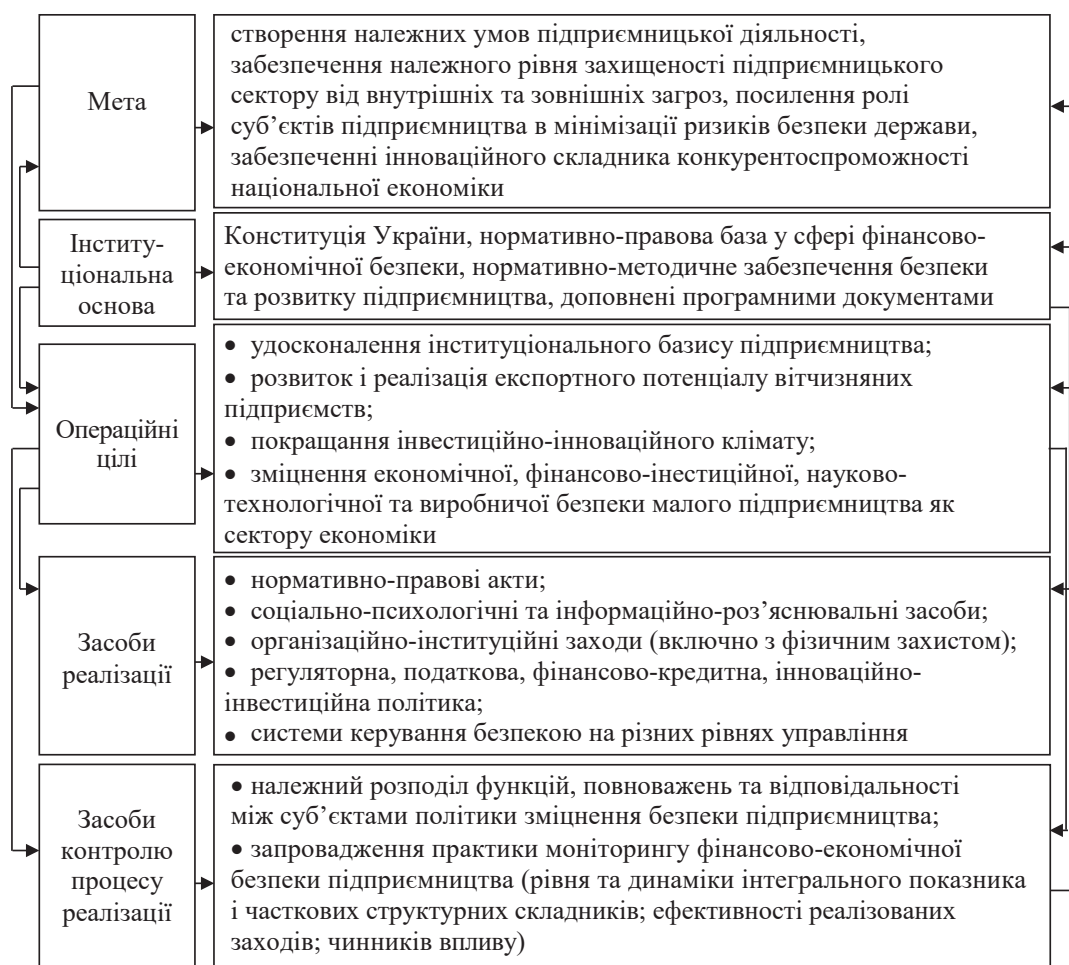 Мета
створення належних умов підприємницької діяльності,
забезпечення належного рівня захищеності підприємницького
сектору від внутрішніх та зовнішніх загроз, посилення ролі
суб’єктів підприємництва в мінімізації ризиків безпеки держави,
забезпеченні інноваційного складника конкурентоспроможності
національної економіки
Інститу-
ціональна
основа
Конституція України, нормативно-правова база у сфері фінансово-
економічної безпеки, нормативно-методичне забезпечення безпеки
та розвитку підприємництва, доповнені програмними документами
Операційні
цілі
• удосконалення інституціонального базису підприємництва;
• розвиток і реалізація експортного потенціалу вітчизняних
підприємств;
• покращання інвестиційно-інноваційного клімату;
• зміцнення економічної, фінансово-інестиційної, науково-
технологічної та виробничої безпеки малого підприємництва як
сектору економіки
Засоби
реалізації
• нормативно-правові акти;
• соціально-психологічні та інформаційно-роз’яснювальні засоби;
• організаційно-інституційні заходи (включно з фізичним захистом);
• регуляторна, податкова, фінансово-кредитна, інноваційно-
інвестиційна політика;
• системи керування безпекою на різних рівнях управління
Засоби
контролю
процесу
реалізації
• належний розподіл функцій, повноважень та відповідальності
між суб’єктами політики зміцнення безпеки підприємництва;
• запровадження практики моніторингу фінансово-економічної
безпеки підприємництва (рівня та динаміки інтегрального показника
і часткових структурних складників; ефективності реалізованих
заходів; чинників впливу)